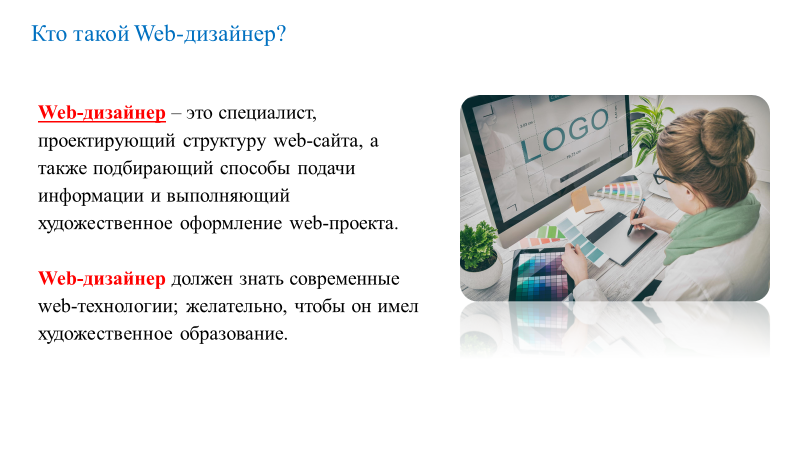 Кто такой Web-дизайнер?
Web-дизайнер – это специалист,
проектирующий структуру web-сайта, а
также подбирающий способы подачи
информации и выполняющий
художественное оформление web-проекта.
Web-дизайнер должен знать современные
web-технологии; желательно, чтобы он имел
художественное образование.
LOGO